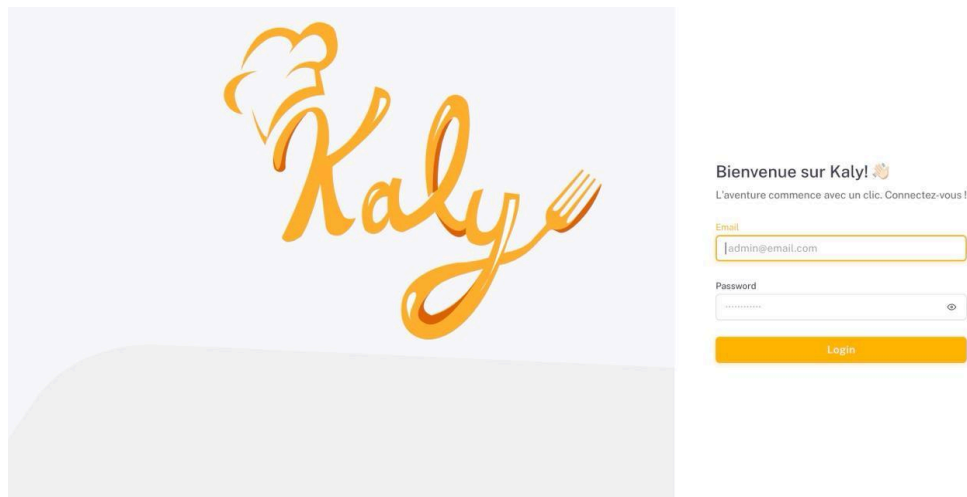 Kaly
Bienvenue sur Kaly! 👋🏻
L'aventure commence avec un clic. Connectez-vous !
Email
admin@email.com
Password
············
Login